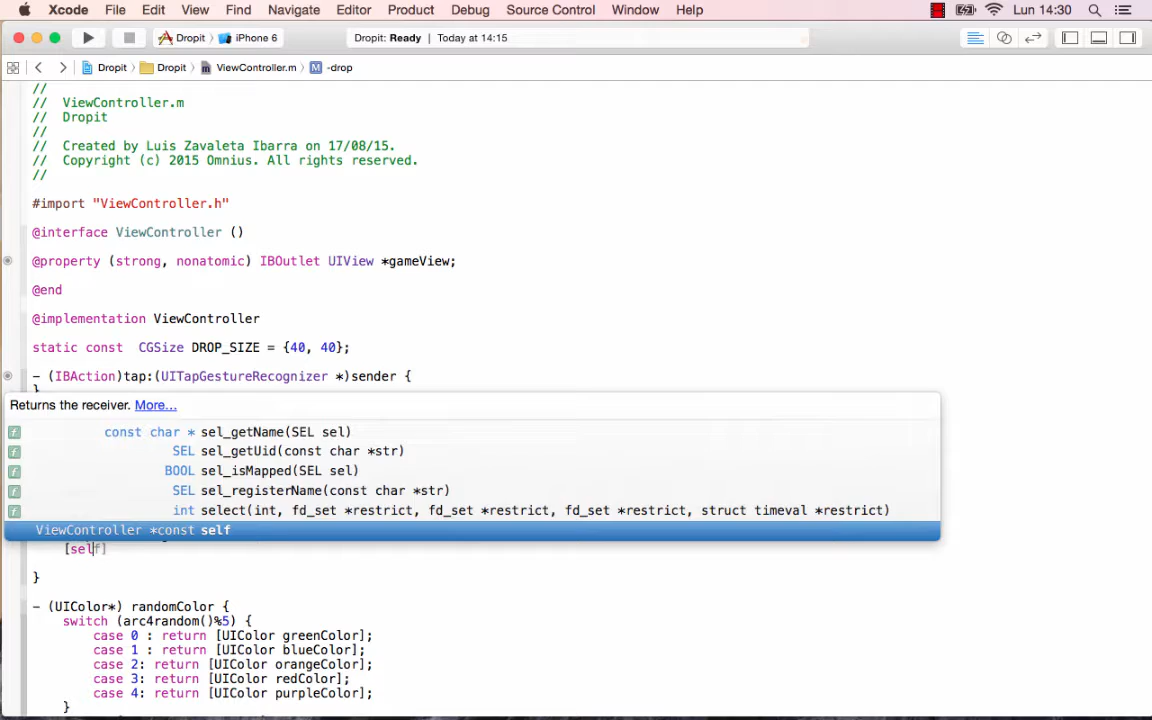 Xcode File Edit View Find Navigate Editor Product Debug Source Control Window Help Lun 14:30
Dropit iPhone 6 Dropit: Ready | Today at 14:15
Dropit Dropit ViewController.m M -drop
//
// ViewController.m
// Dropit
//
// Created by Luis Zavaleta Ibarra on 17/08/15.
// Copyright (c) 2015 Omnius. All rights reserved.
//
#import "ViewController.h"
@interface ViewController ()
@property (strong, nonatomic) IBOutlet UIView *gameView;
@end
@implementation ViewController
static const  CGSize DROP_SIZE = {40, 40};
- (IBAction)tap:(UITapGestureRecognizer *)sender {
Returns the receiver. More...
f const char * sel_getName(SEL sel)
f SEL sel_getUid(const char *str)
f BOOL sel_isMapped(SEL sel)
f SEL sel_registerName(const char *str)
f int select(int, fd_set *restrict, fd_set *restrict, fd_set *restrict, struct timeval *restrict)
ViewController *const self
[self]
}
- (UIColor*) randomColor {
switch (arc4random()%5) {
case 0 : return [UIColor greenColor];
case 1 : return [UIColor blueColor];
case 2: return [UIColor orangeColor];
case 3: return [UIColor redColor];
case 4: return [UIColor purpleColor];
}